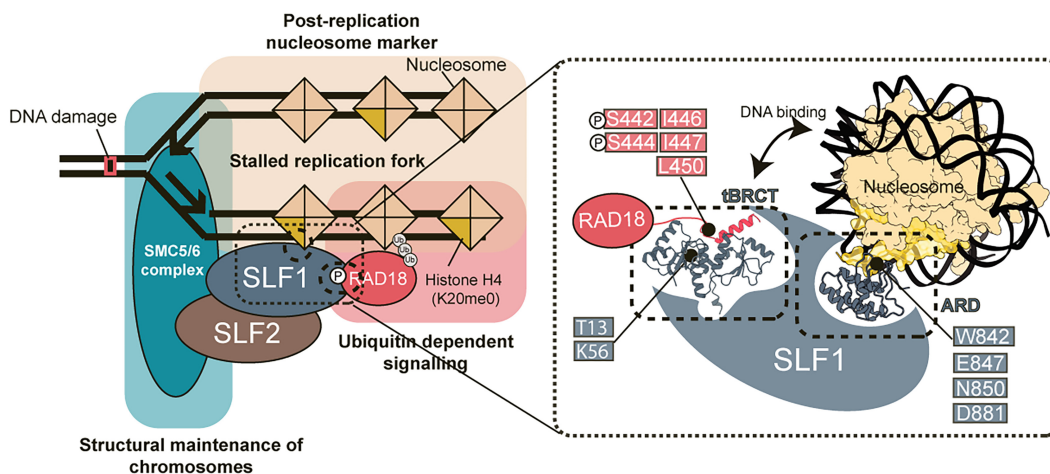 Post-replication
nucleosome marker
Nucleosome
DNA damage
Stalled replication fork
SMC5/6
complex
SLF1
P
RAD18
Ub
Ub
Ub
Histone H4
(K20me0)
SLF2
Ubiquitin dependent
signalling
Structural maintenance of
chromosomes
P S442 I446
P S444 I447
L450
DNA binding
tBRCT
Nucleosome
RAD18
T13
K56
ARD
SLF1
W842
E847
N850
D881